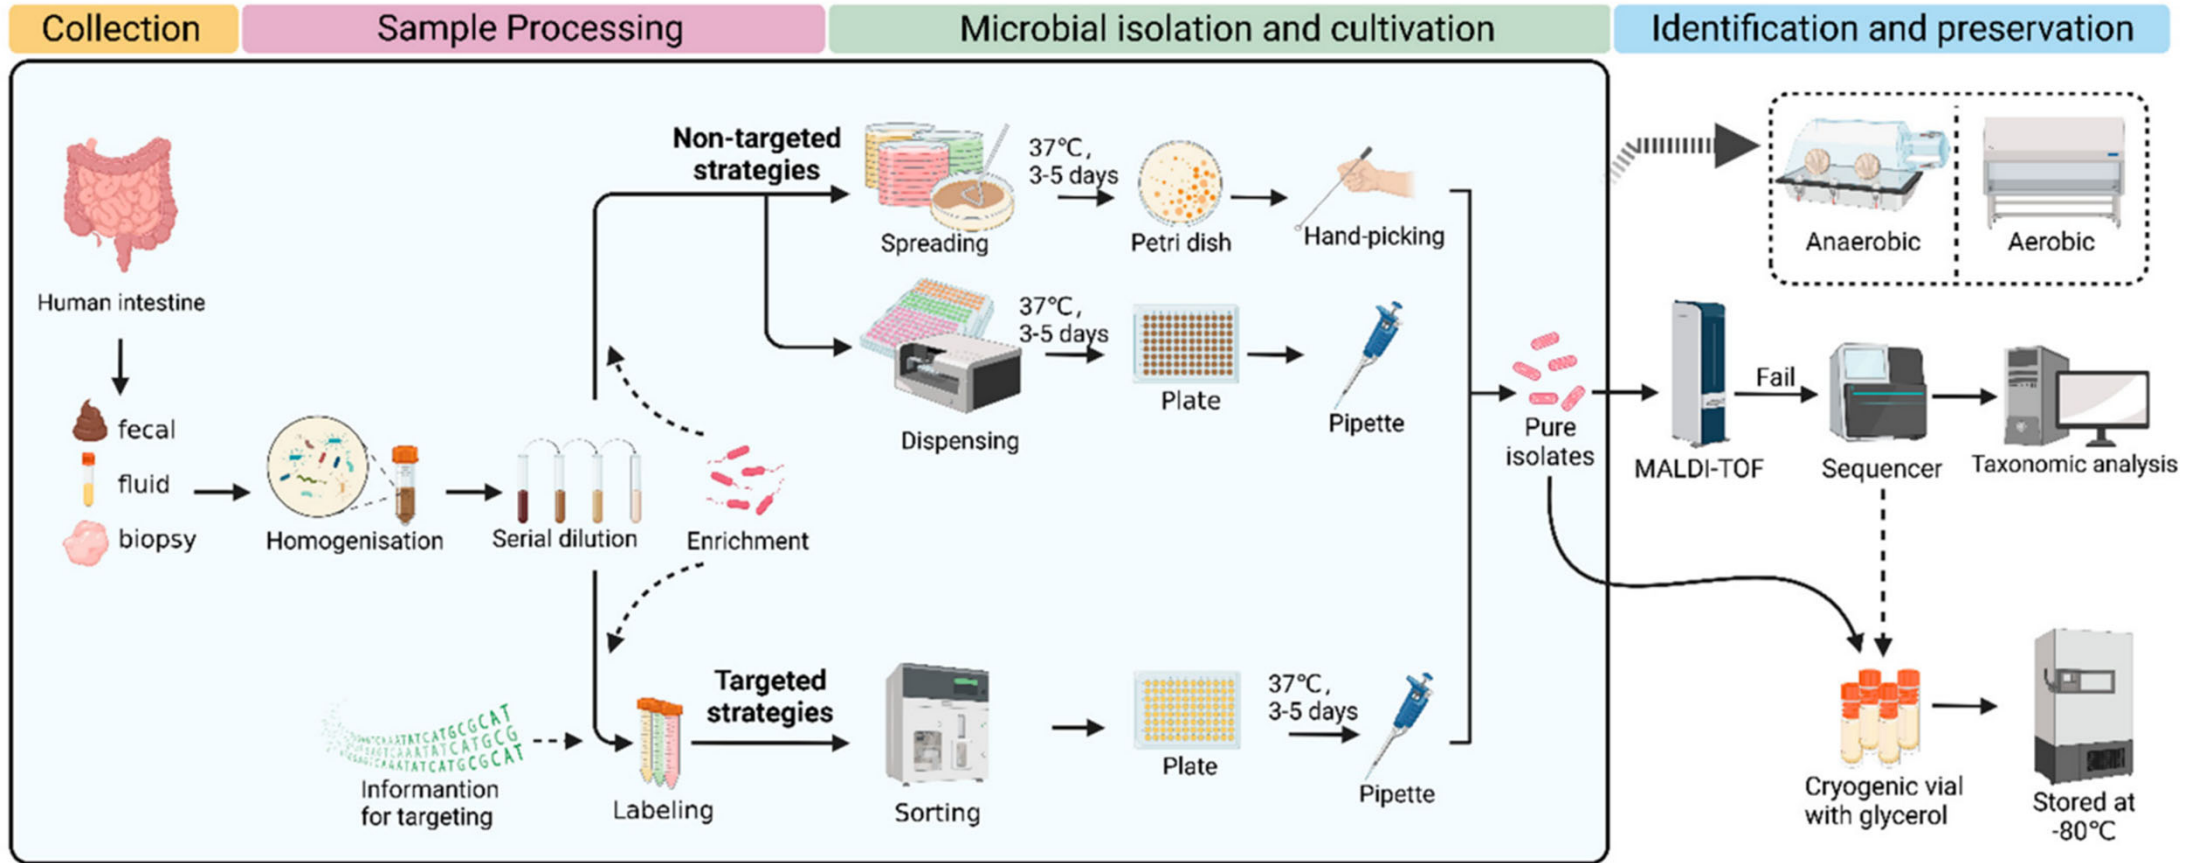 Collection
Sample Processing
Microbial isolation and cultivation
Identification and preservation
Human intestine
fecal
fluid
biopsy
Homogenisation
Serial dilution
Enrichment
Non-targeted
strategies
Spreading
37°C,
3-5 days
Petri dish
Hand-picking
Dispensing
37°C,
3-5 days
Plate
Pipette
Informantion
for targeting
Labeling
Targeted
strategies
Sorting
Plate
37°C,
3-5 days
Pipette
Pure
isolates
Anaerobic
Aerobic
MALDI-TOF
Fail
Sequencer
Taxonomic analysis
Cryogenic vial
with glycerol
Stored at
-80°C